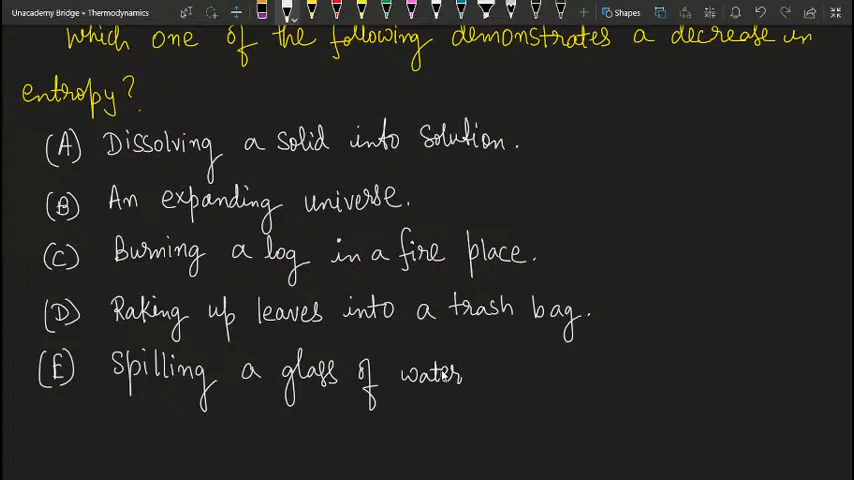 Unacademy Bridge + Thermodynamics
Shapes
Which one of the following demonstrates a decrease in
entropy?
(A) Dissolving a solid into solution.
(B) An expanding universe.
(C) Burning a log in a fire place.
(D) Raking up leaves into a trash bag.
(E) Spilling a glass of water